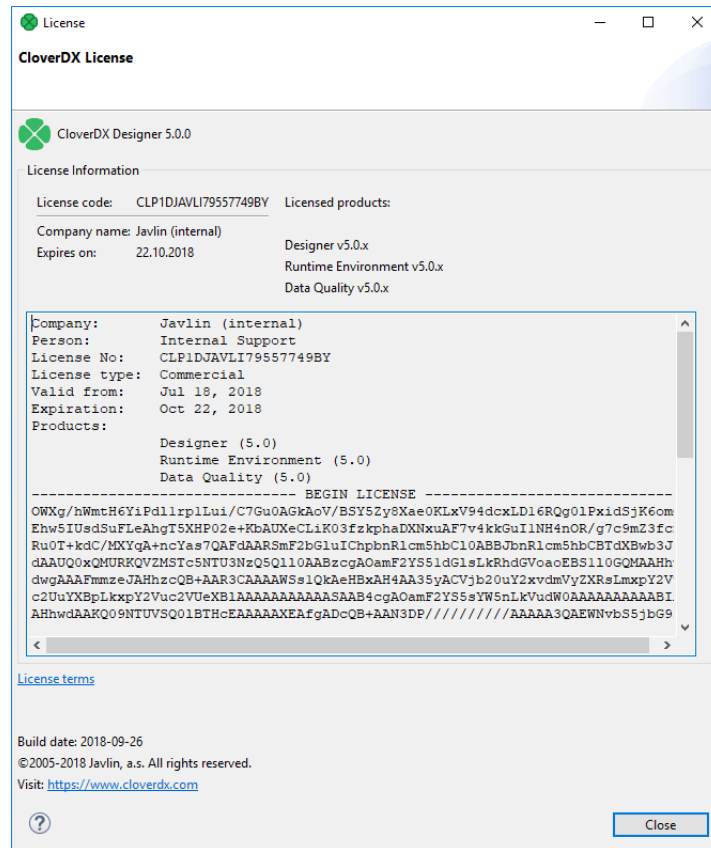 License
CloverDX License
CloverDX Designer 5.0.0
License Information
License code: CLP1DJAVLI79557749BY Licensed products:
Company name: Javlin (internal)
Expires on: 22.10.2018
Designer v5.0.x
Runtime Environment v5.0.x
Data Quality v5.0.x
Company: Javlin (internal)
Person: Internal Support
License No: CLP1DJAVLI79557749BY
License type: Commercial
Valid from: Jul 18, 2018
Expiration: Oct 22, 2018
Products:
Designer (5.0)
Runtime Environment (5.0)
Data Quality (5.0)
------------------------------- BEGIN LICENSE -----------------------------
License terms
Build date: 2018-09-26
©2005-2018 Javlin, a.s. All rights reserved.
Visit: https://www.cloverdx.com
?
Close